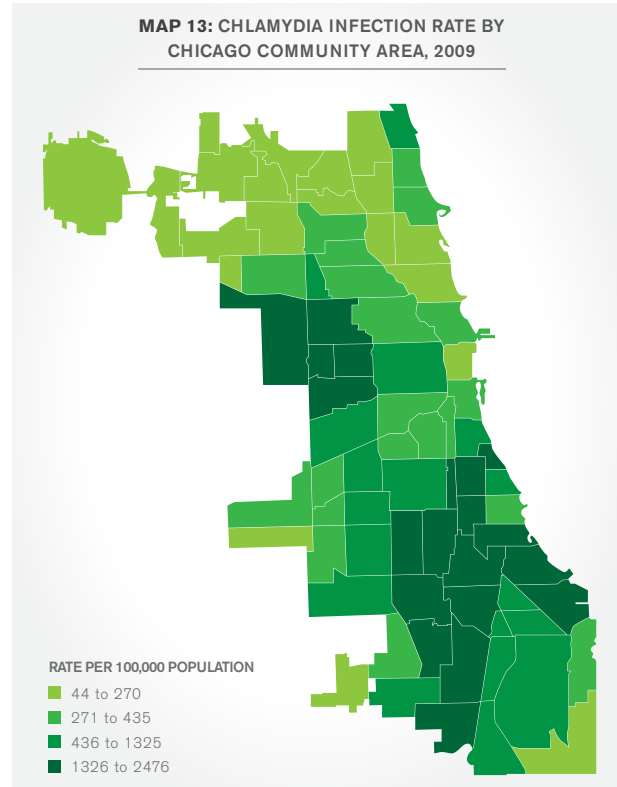 MAP 13: CHLAMYDIA INFECTION RATE BY
CHICAGO COMMUNITY AREA, 2009
RATE PER 100,000 POPULATION
44 to 270
271 to 435
436 to 1325
1326 to 2476